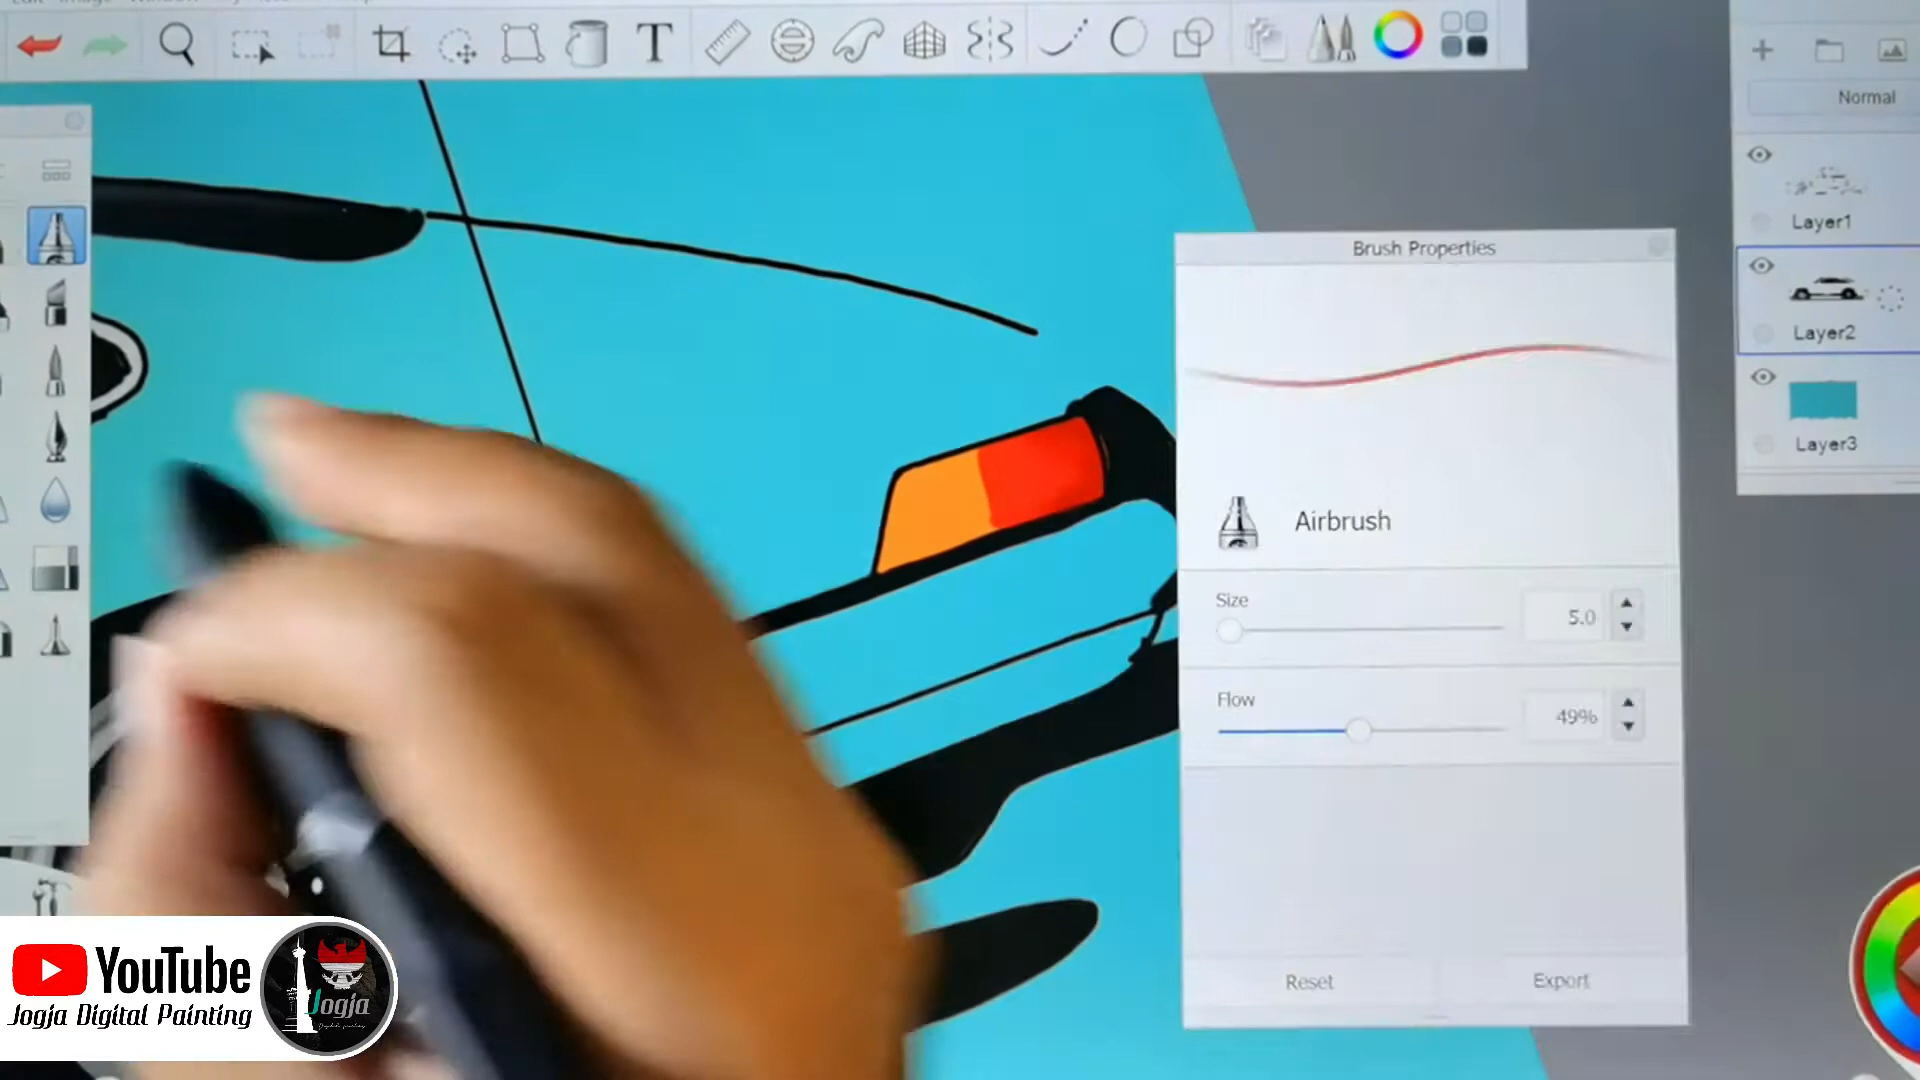 T
Normal
Layer1
Brush Properties
Layer2
Layer3
Airbrush
Size
5.0
Flow
49%
Reset
Export
YouTube
Jogja Digital Painting
Jogja